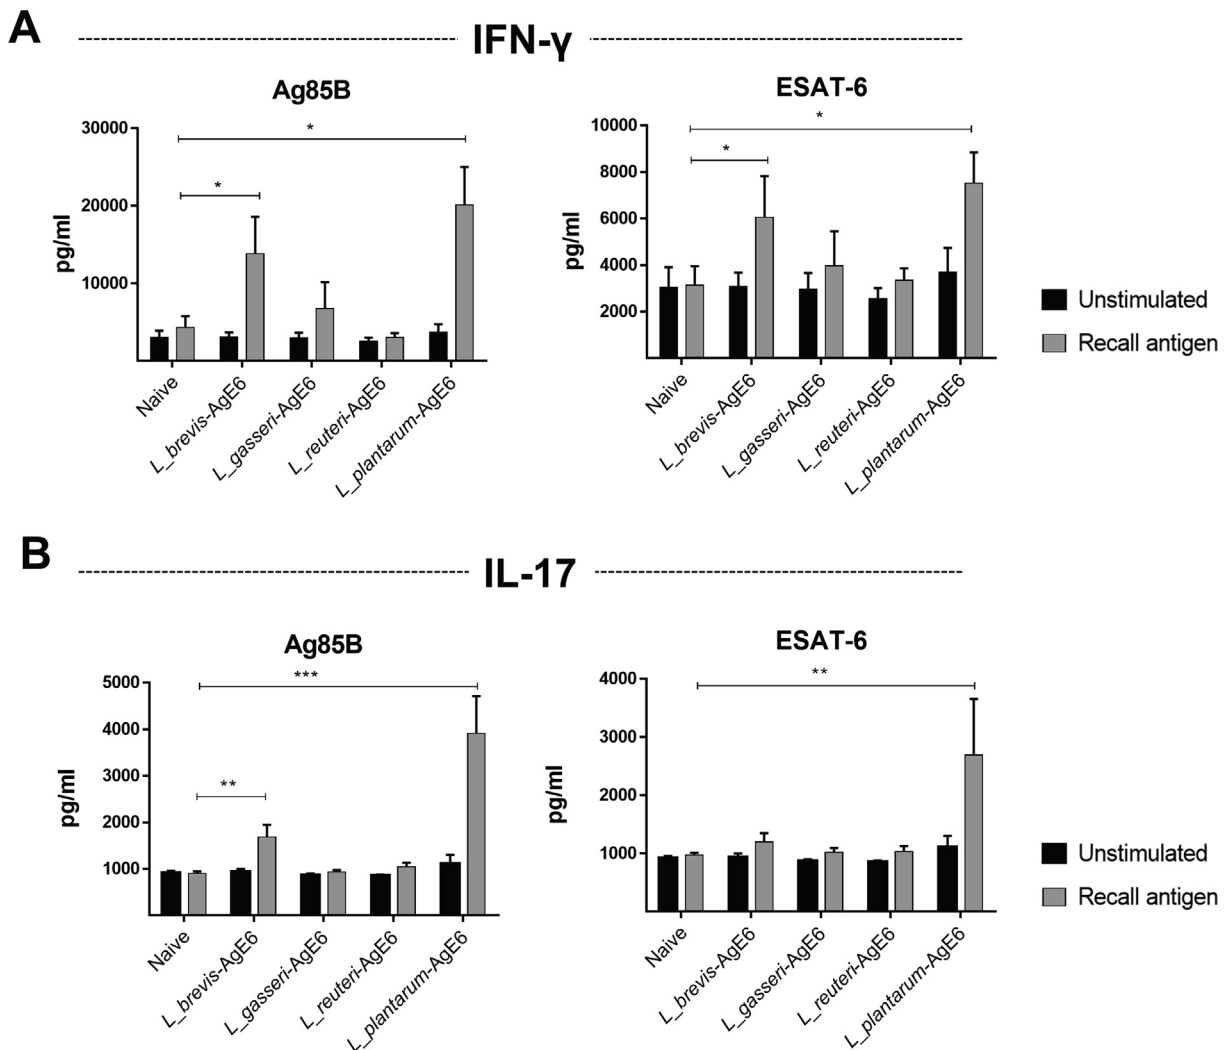 A
IFN-γ
Ag85B
ESAT-6
*
*
*
*
30000
20000
10000
pg/ml
10000
8000
6000
4000
2000
pg/ml
Unstimulated
Recall antigen
Naive
L_brevis-AgE6
L_gasseri-AgE6
L_reuteri-AgE6
L_plantarum-AgE6
Naive
L_brevis-AgE6
L_gasseri-AgE6
L_reuteri-AgE6
L_plantarum-AgE6
B
IL-17
Ag85B
ESAT-6
***
**
**
5000
4000
3000
2000
1000
pg/ml
4000
3000
2000
1000
pg/ml
Unstimulated
Recall antigen
Naive
L_brevis-AgE6
L_gasseri-AgE6
L_reuteri-AgE6
L_plantarum-AgE6
Naive
L_brevis-AgE6
L_gasseri-AgE6
L_reuteri-AgE6
L_plantarum-AgE6